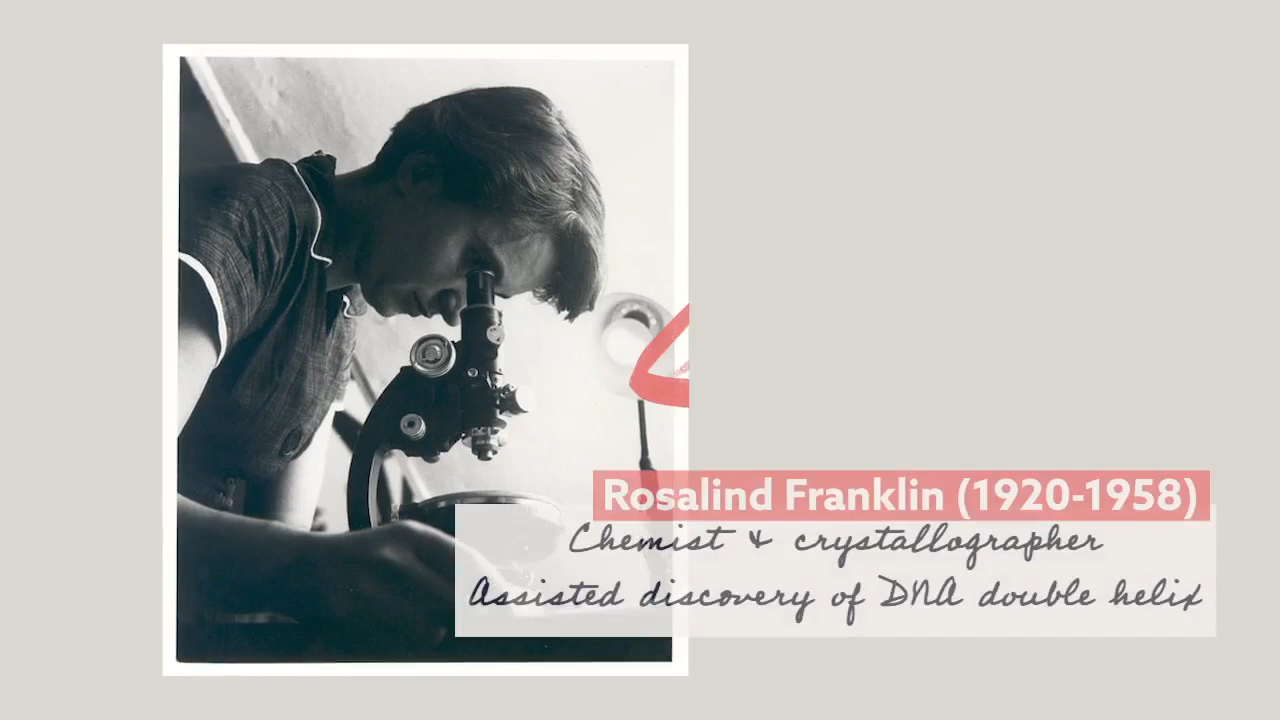 Rosalind Franklin (1920-1958)
Chemist & crystallographer
Assisted discovery of DNA double helix